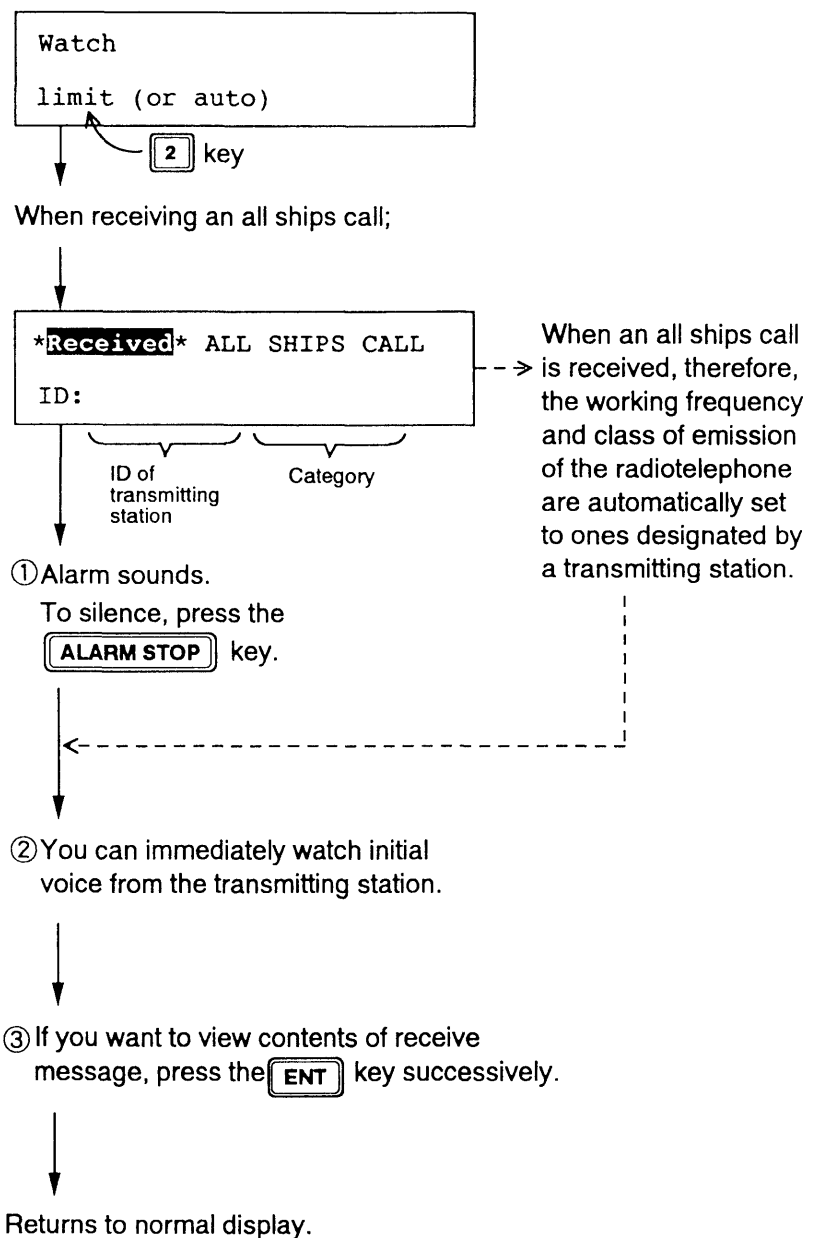 Watch
limit (or auto)
2 key
When receiving an all ships call;
*Received* ALL SHIPS CALL
ID:
ID of
transmitting
station
Category
When an all ships call
is received, therefore,
the working frequency
and class of emission
of the radiotelephone
are automatically set
to ones designated by
a transmitting station.
①Alarm sounds.
To silence, press the
ALARM STOP key.
②You can immediately watch initial
voice from the transmitting station.
③If you want to view contents of receive
message, press the ENT key successively.
Returns to normal display.